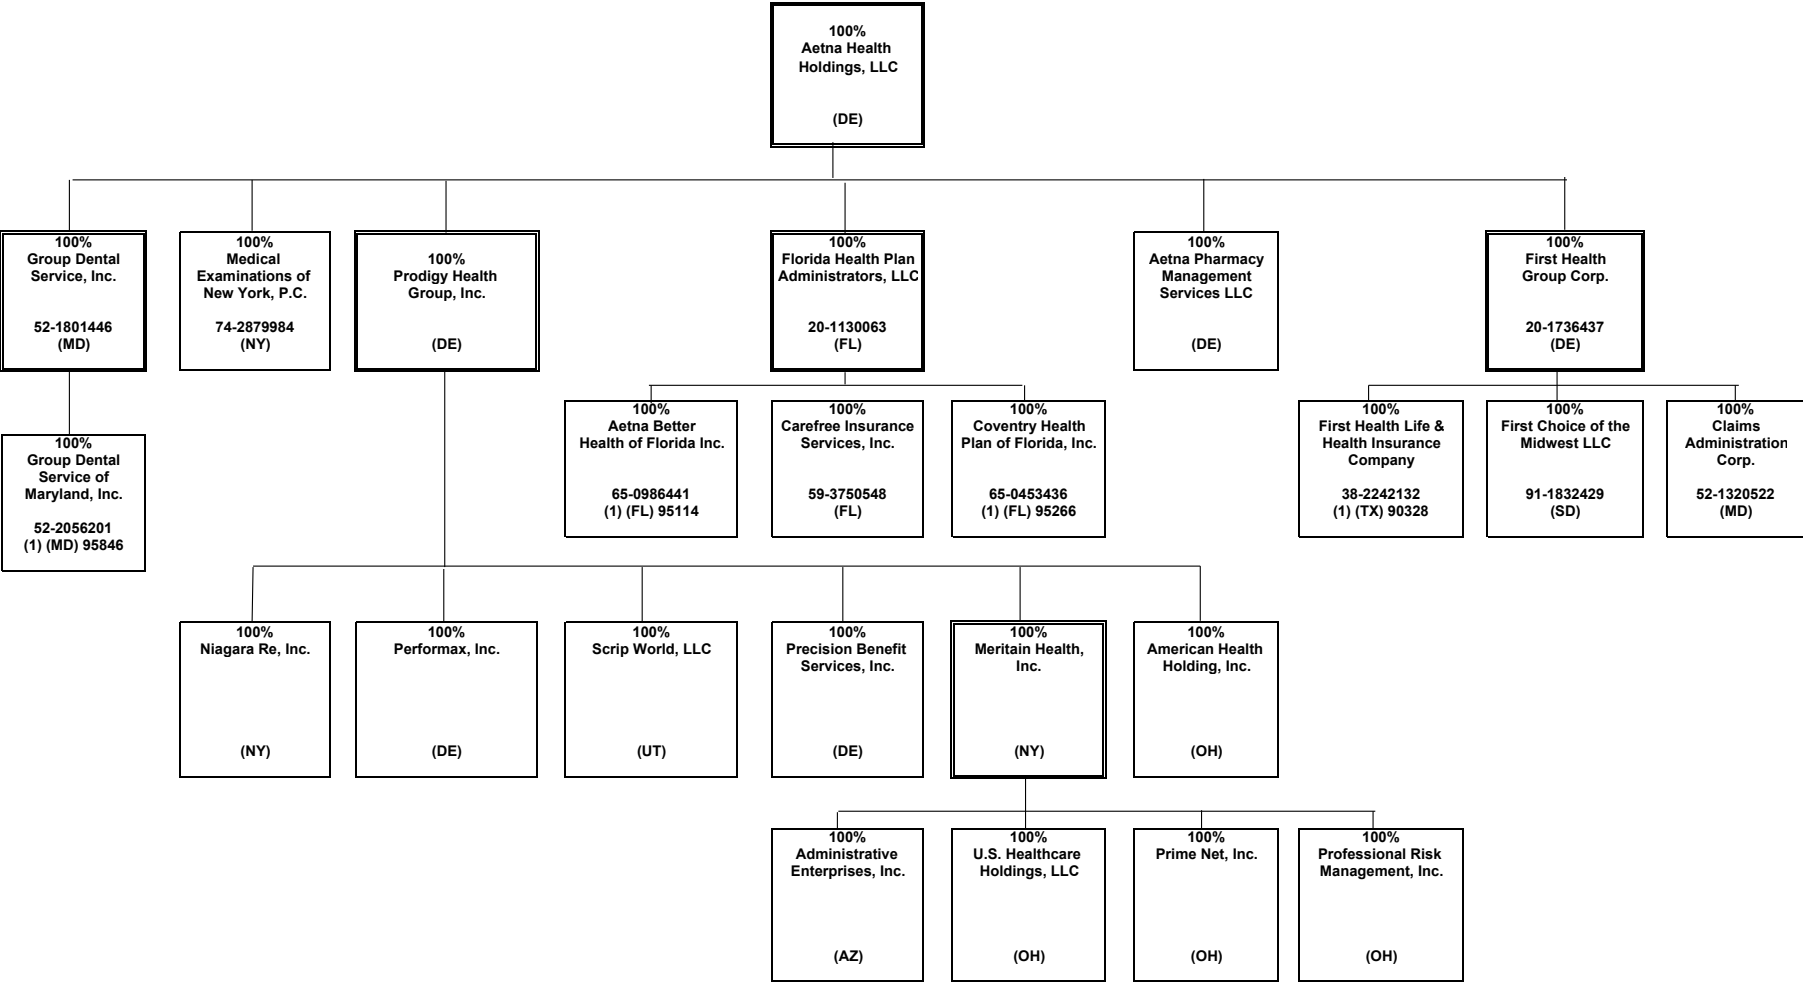 100%
Aetna Health
Holdings, LLC
(DE)
100%
Group Dental
Service, Inc.
52-1801446
(MD)
100%
Medical
Examinations of
New York, P.C.
74-2879984
(NY)
100%
Prodigy Health
Group, Inc.
(DE)
100%
Florida Health Plan
Administrators, LLC
20-1130063
(FL)
100%
Aetna Pharmacy
Management
Services LLC
(DE)
100%
First Health
Group Corp.
20-1736437
(DE)
100%
Group Dental
Service of
Maryland, Inc.
52-2056201
(1) (MD) 95846
100%
Aetna Better
Health of Florida Inc.
65-0986441
(1) (FL) 95114
100%
Carefree Insurance
Services, Inc.
59-3750548
(FL)
100%
Coventry Health
Plan of Florida, Inc.
65-0453436
(1) (FL) 95266
100%
First Health Life &
Health Insurance
Company
38-2242132
(1) (TX) 90328
100%
First Choice of the
Midwest LLC
91-1832429
(SD)
100%
Claims
Administration
Corp.
52-1320522
(MD)
100%
Niagara Re, Inc.
(NY)
100%
Performax, Inc.
(DE)
100%
Scrip World, LLC
(UT)
100%
Precision Benefit
Services, Inc.
(DE)
100%
Meritain Health,
Inc.
(NY)
100%
American Health
Holding, Inc.
(OH)
100%
Administrative
Enterprises, Inc.
(AZ)
100%
U.S. Healthcare
Holdings, LLC
(OH)
100%
Prime Net, Inc.
(OH)
100%
Professional Risk
Management, Inc.
(OH)